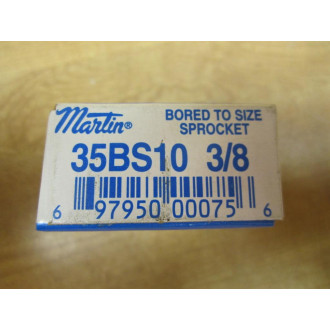 Martin®
BORED TO SIZE
SPROCKET
35BS10 3/8
6 97950 00075 6